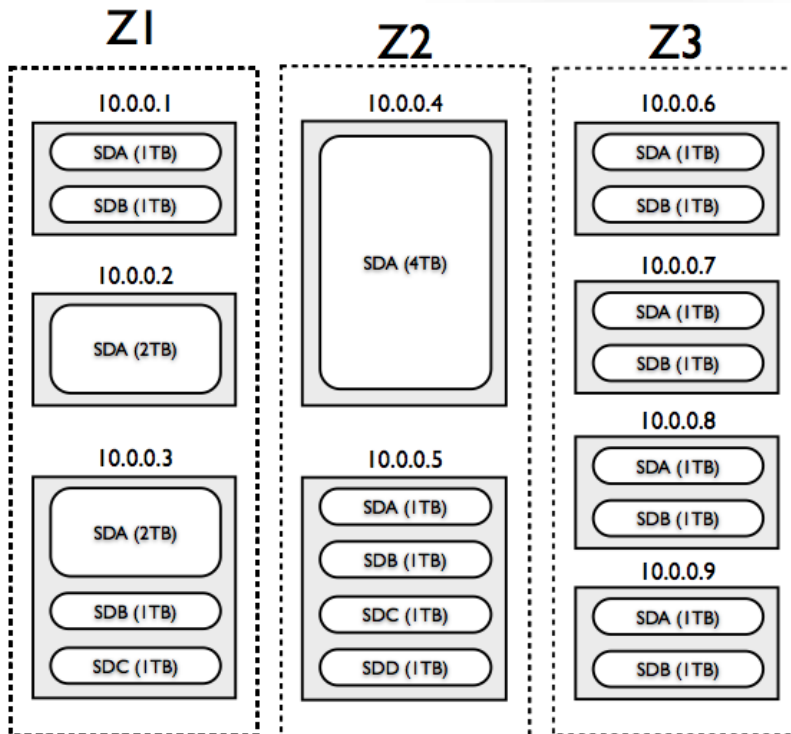 Z1
10.0.0.1
SDA (1TB)
SDB (1TB)
10.0.0.2
SDA (2TB)
10.0.0.3
SDA (2TB)
SDB (1TB)
SDC (1TB)
Z2
10.0.0.4
SDA (4TB)
10.0.0.5
SDA (1TB)
SDB (1TB)
SDC (1TB)
SDD (1TB)
Z3
10.0.0.6
SDA (1TB)
SDB (1TB)
10.0.0.7
SDA (1TB)
SDB (1TB)
10.0.0.8
SDA (1TB)
SDB (1TB)
10.0.0.9
SDA (1TB)
SDB (1TB)